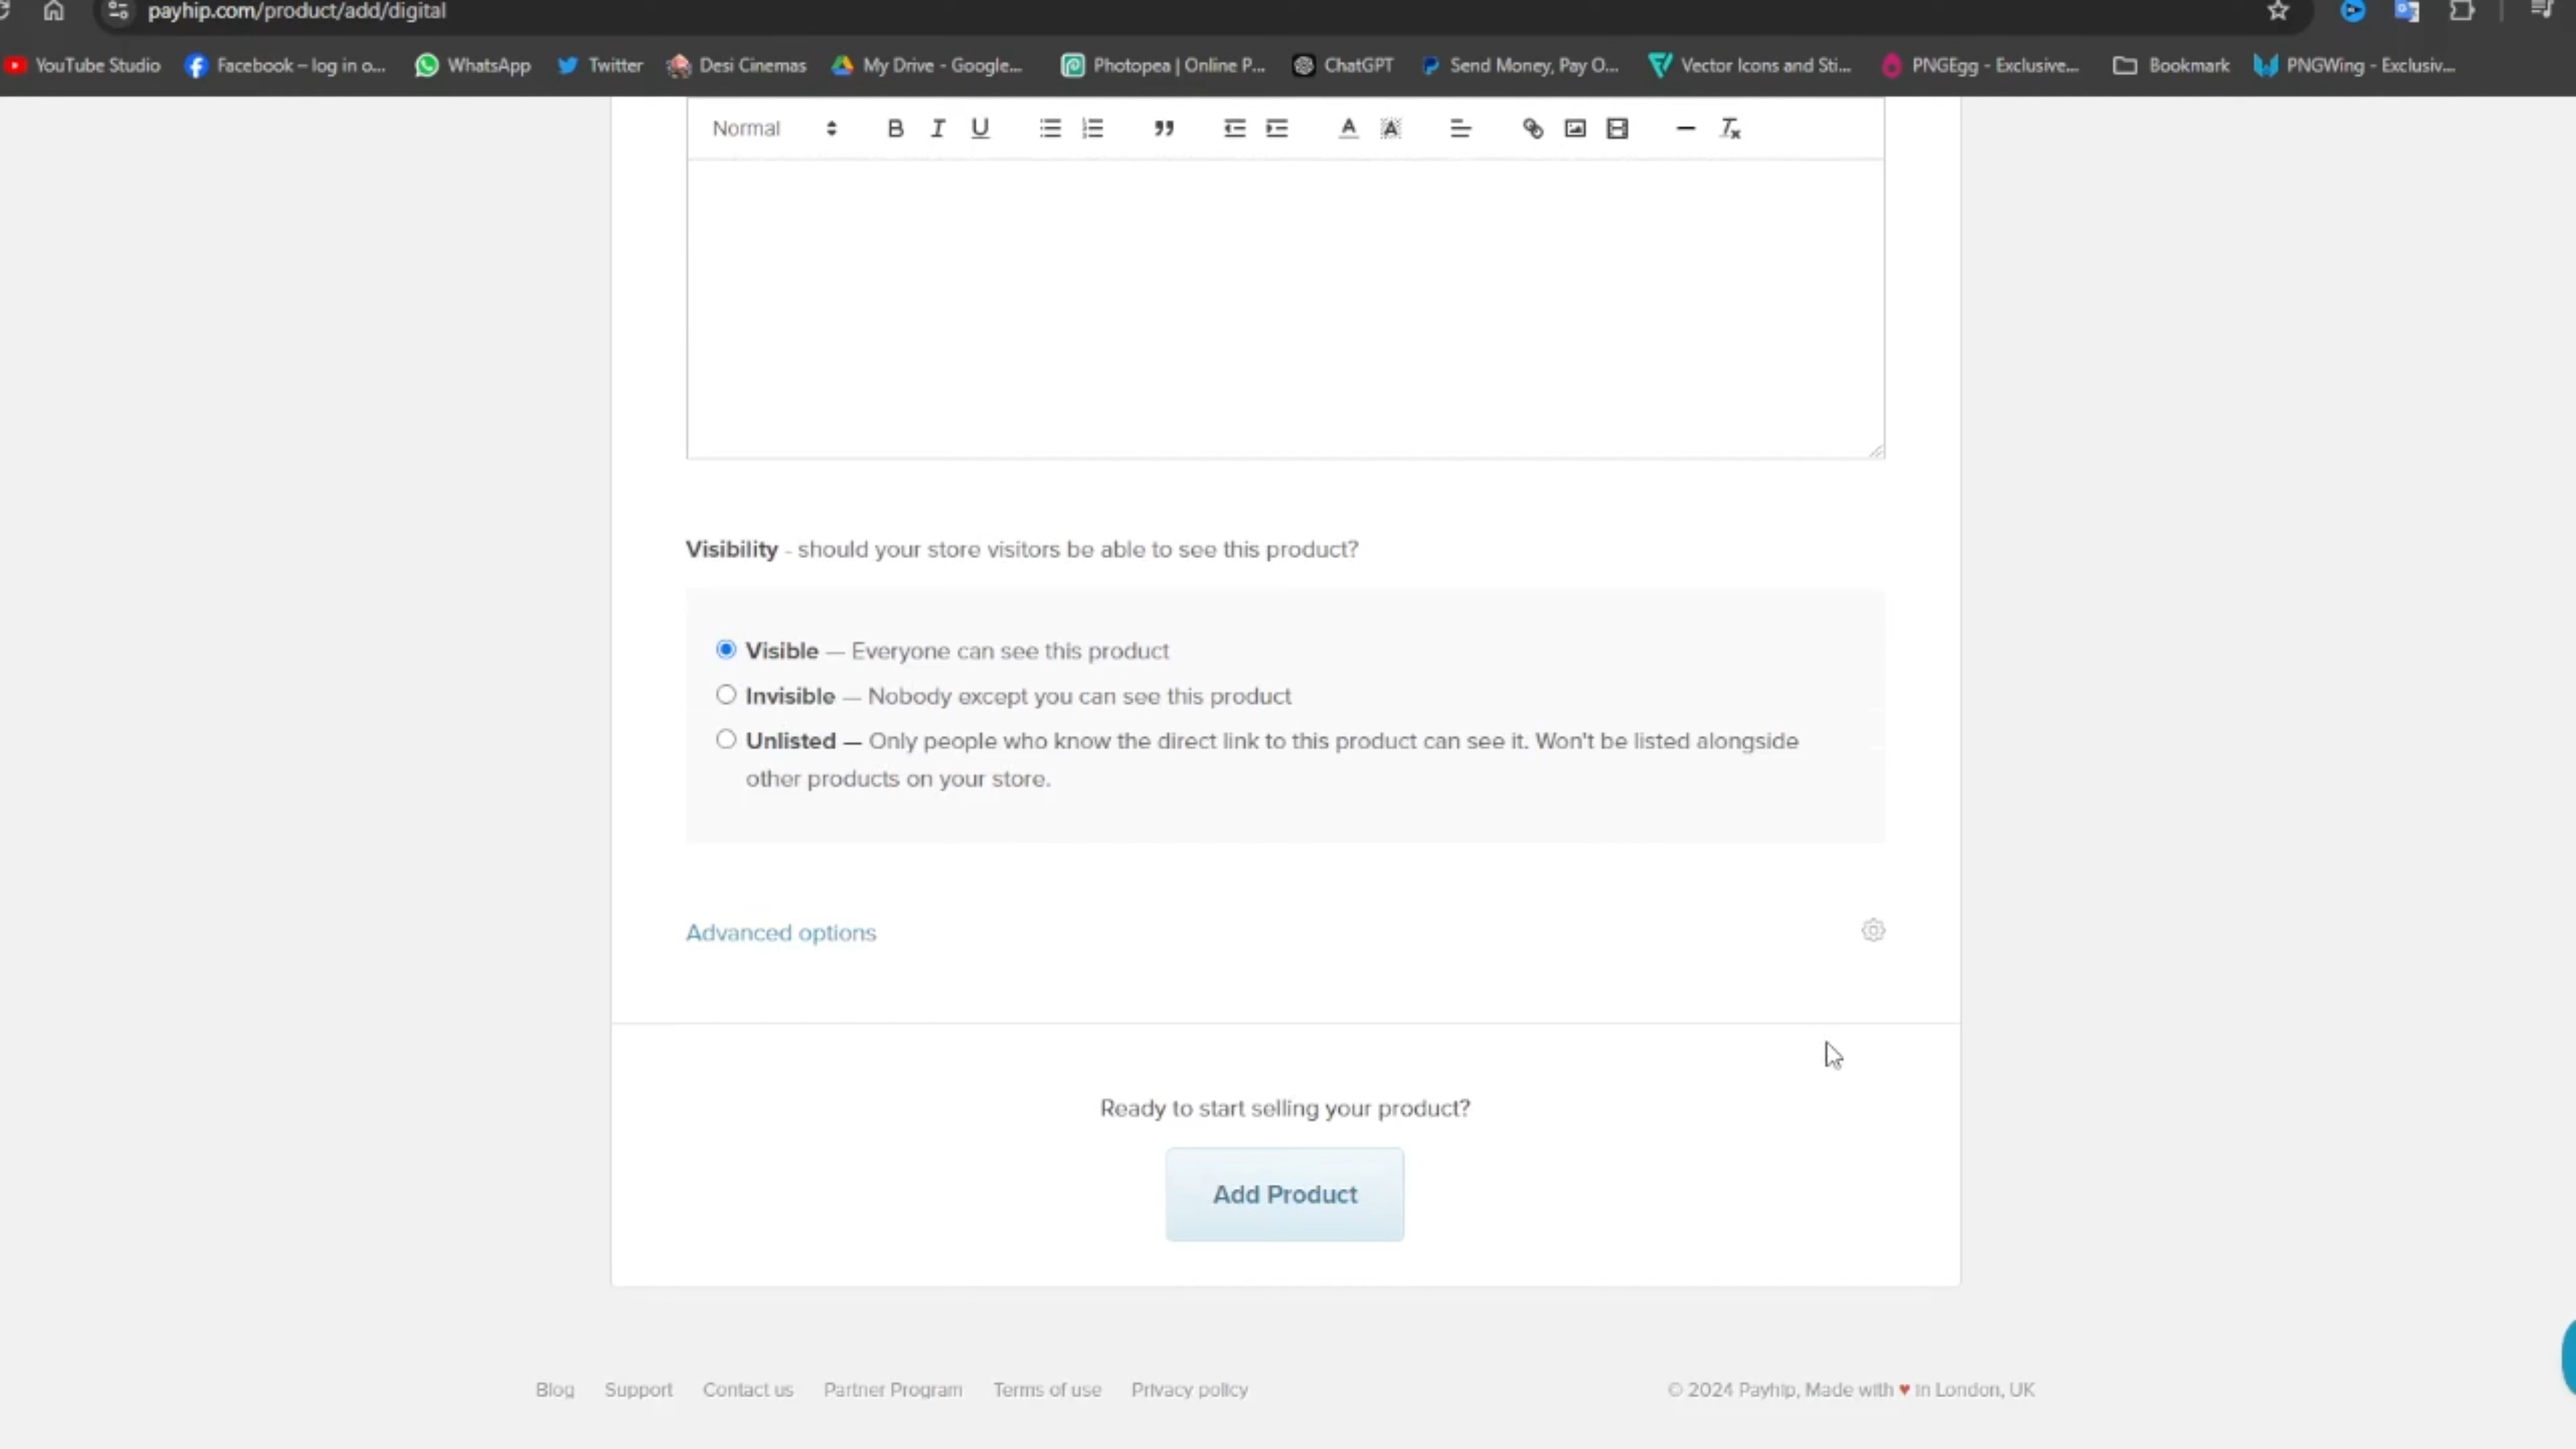 payhip.com/product/add/digital
YouTube Studio Facebook – log in o... WhatsApp Twitter Desi Cinemas My Drive - Google... Photopea | Online P... ChatGPT Send Money, Pay O... Vector Icons and Sti... PNGEgg - Exclusive... Bookmark PNGWing - Exclusiv...
Normal
Visibility - should your store visitors be able to see this product?
Visible — Everyone can see this product
Invisible — Nobody except you can see this product
Unlisted — Only people who know the direct link to this product can see it. Won't be listed alongside
other products on your store.
Advanced options
Ready to start selling your product?
Add Product
Blog Support Contact us Partner Program Terms of use Privacy policy © 2024 Payhip, Made with ♥ in London, UK